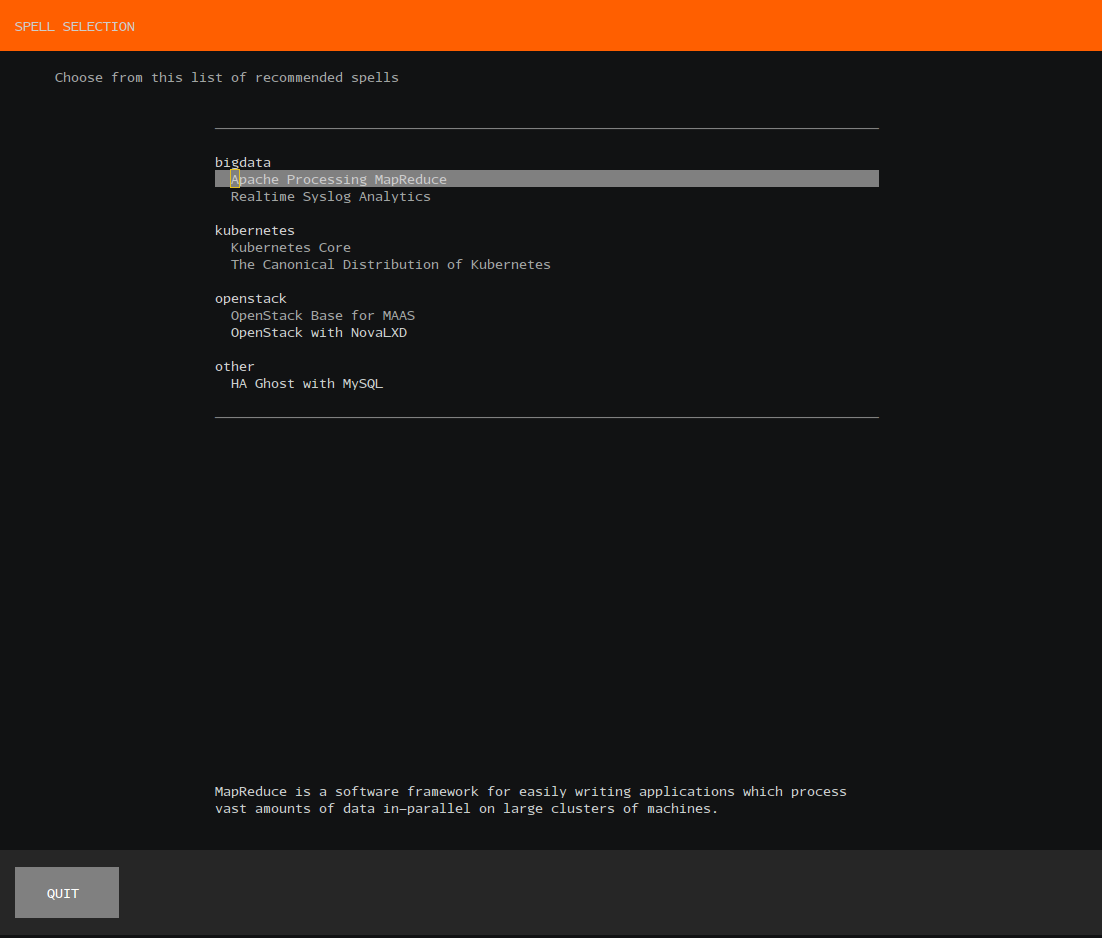 SPELL SELECTION
Choose from this list of recommended spells
bigdata
Apache Processing MapReduce
Realtime Syslog Analytics
kubernetes
Kubernetes Core
The Canonical Distribution of Kubernetes
openstack
OpenStack Base for MAAS
OpenStack with NovaLXD
other
HA Ghost with MySQL
MapReduce is a software framework for easily writing applications which process
vast amounts of data in-parallel on large clusters of machines.
QUIT